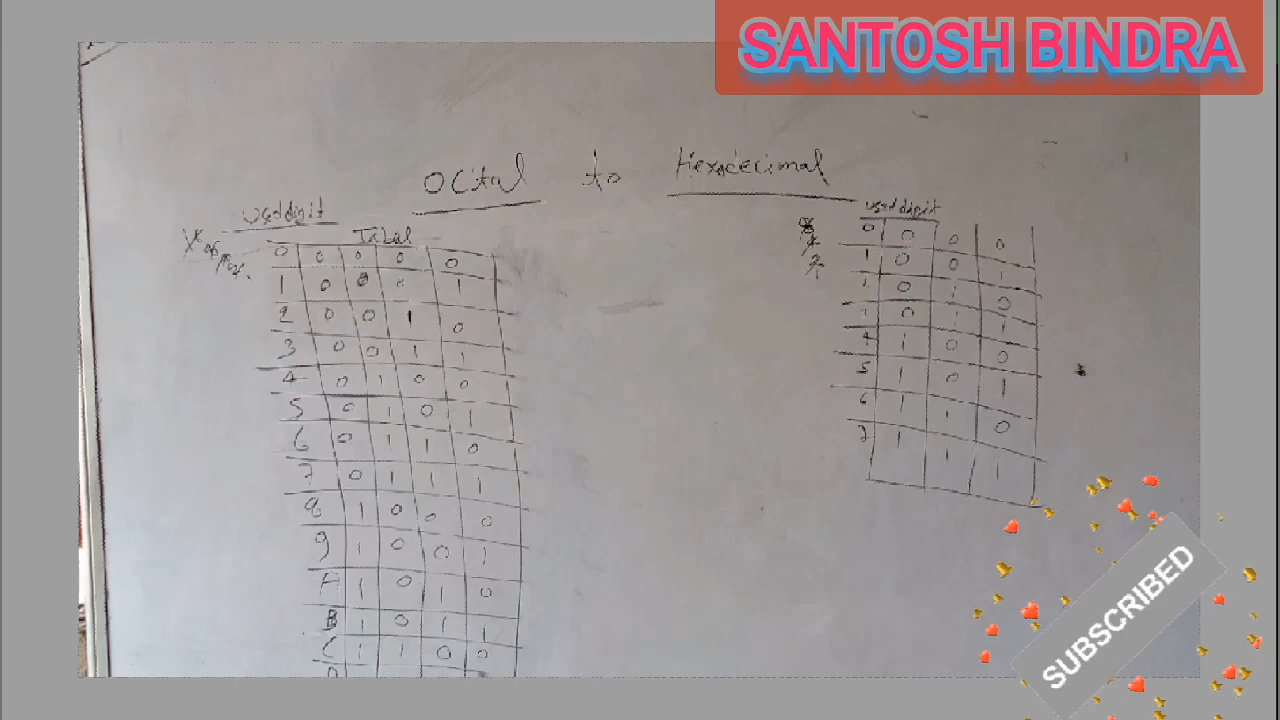 SANTOSH BINDRA
OCital to Hexadecimal
used digit
used digit
0 0 0 0 0
1 0 0 0 1
2 0 0 1 0
3 0 0 1 1
4 0 1 0 0
5 0 1 0 1
6 0 1 1 0
7 0 1 1 1
8 1 0 0 0
9 1 0 0 1
A 1 0 1 0
B 1 0 1 1
C 1 1 0 0
D
0 0 0 0
1 0 0 1
2 0 1 0
3 0 1 1
4 1 0 0
5 1 0 1
6 1 1 0
7 1 1 1
SUBSCRIBED